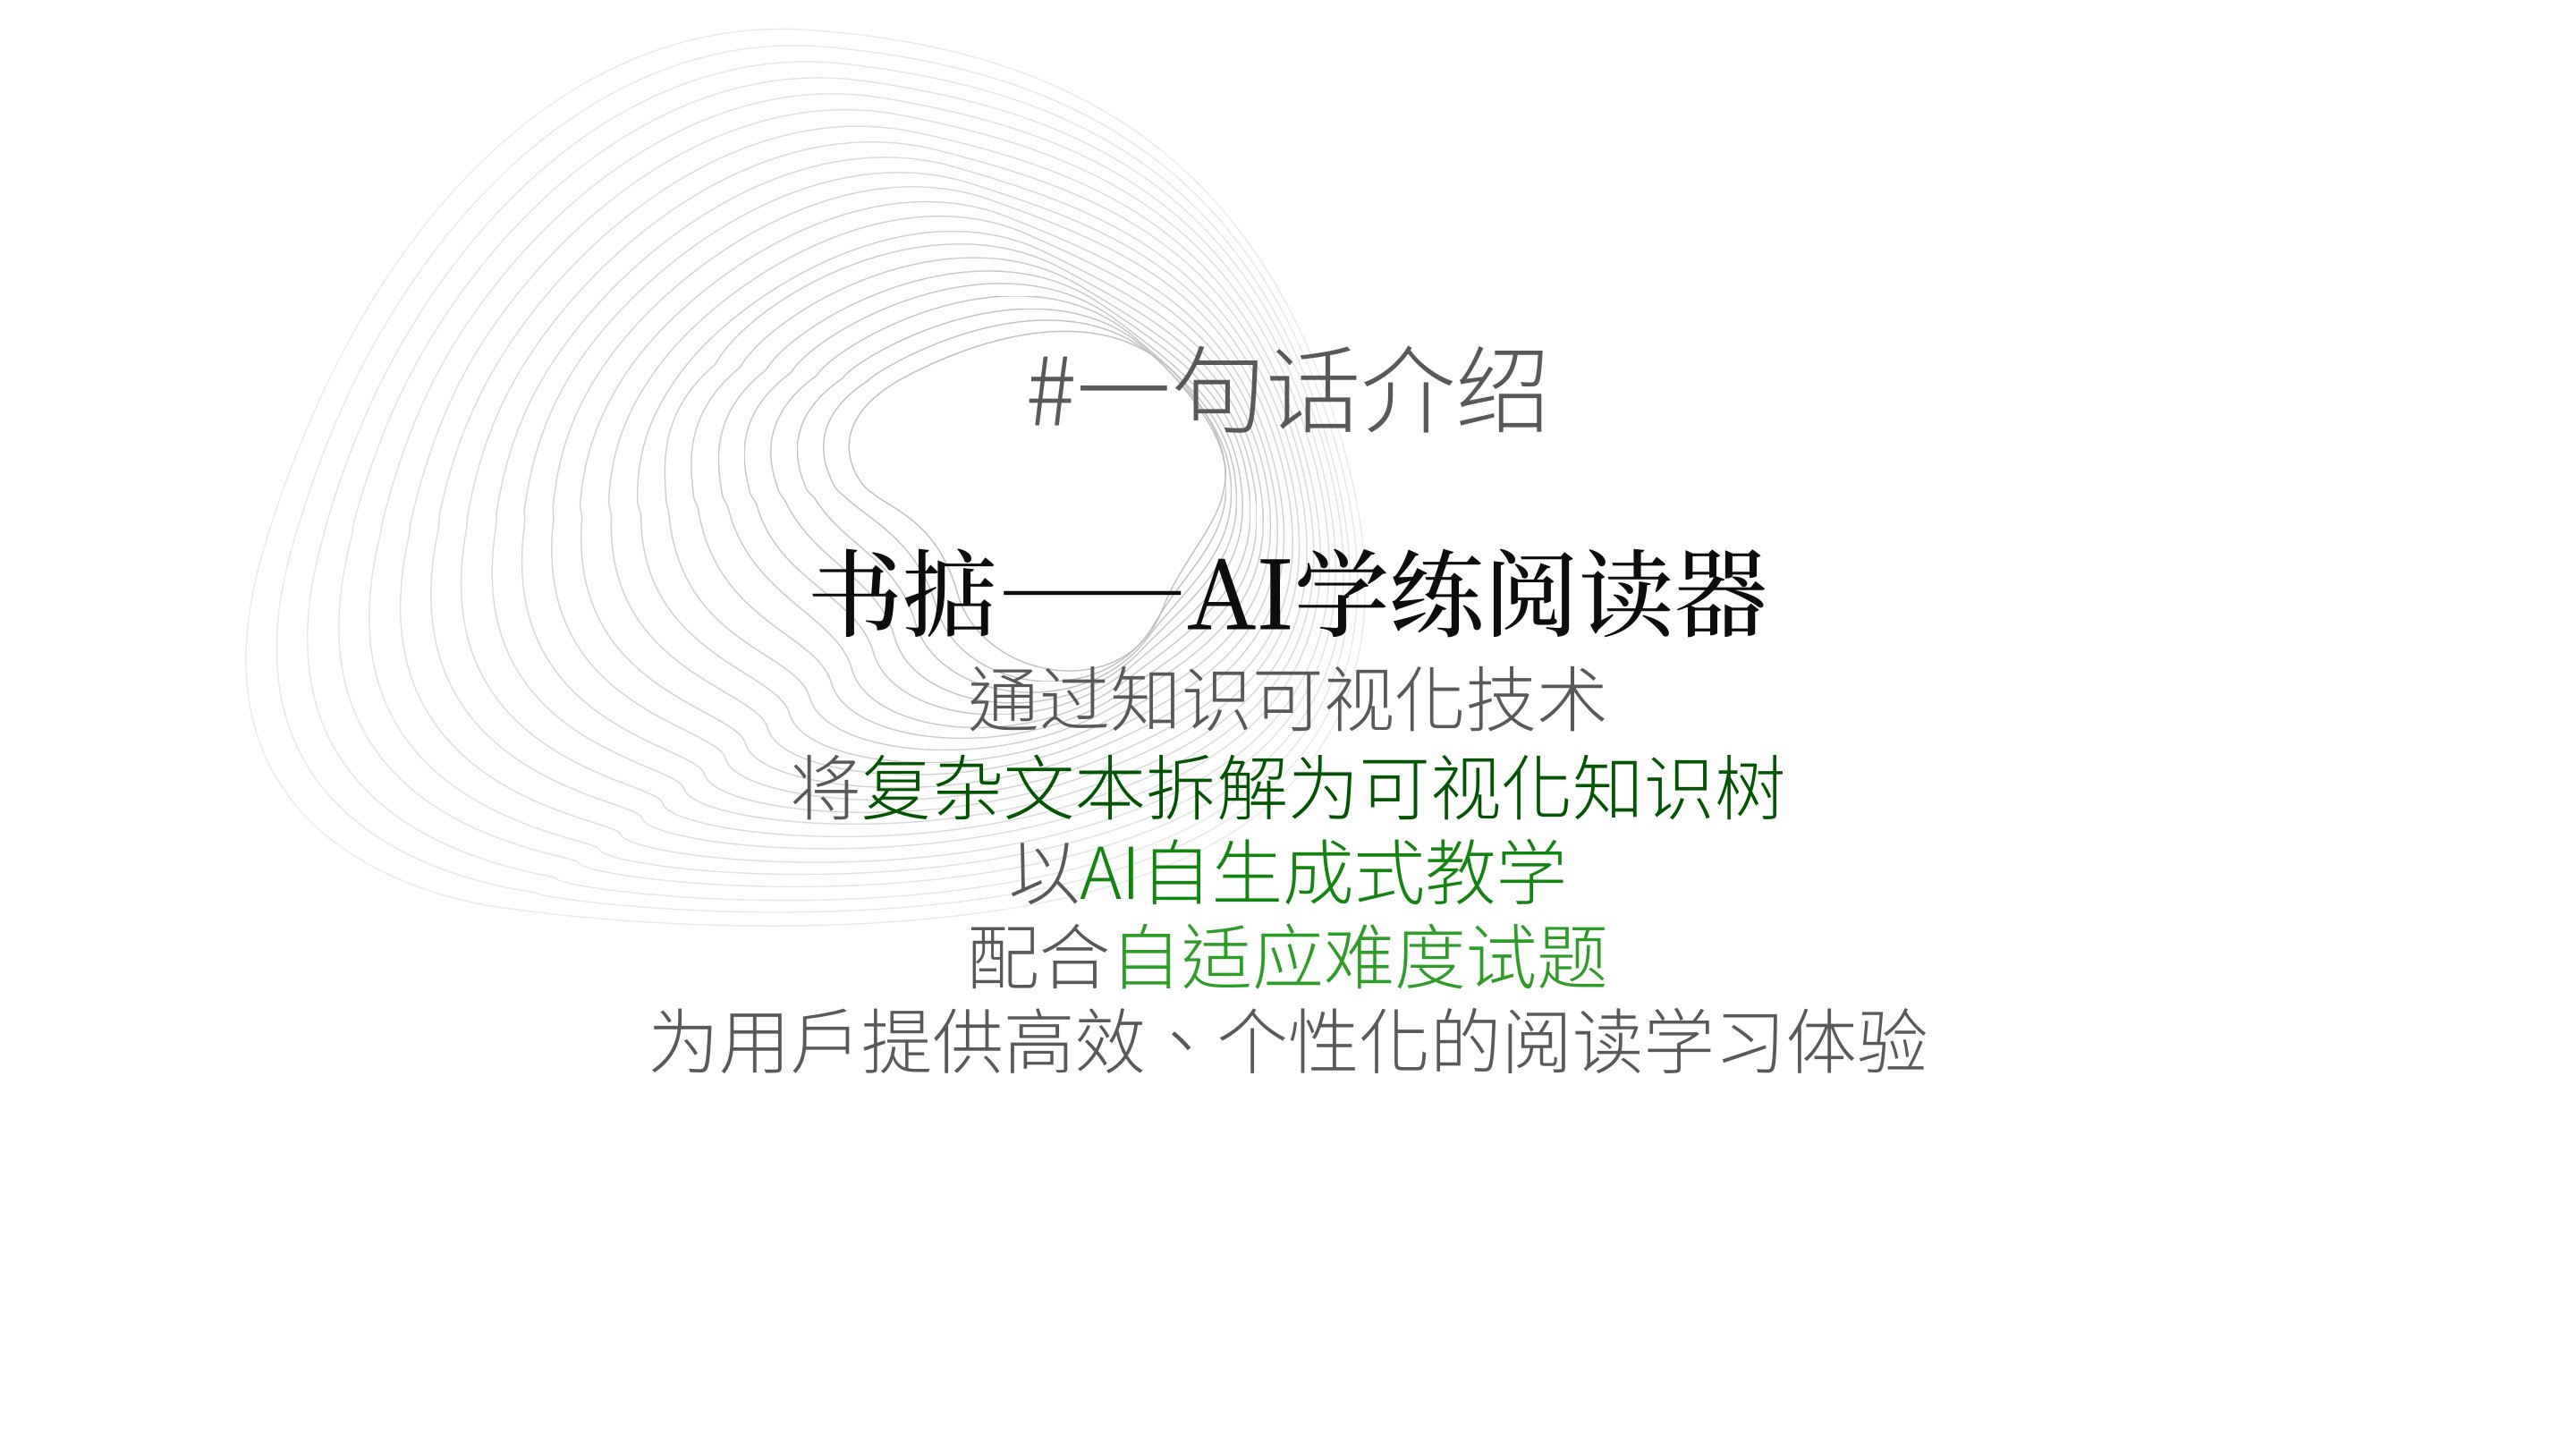 #一句话介绍
书掂——AI学练阅读器
通过知识可视化技术
将复杂文本拆解为可视化知识树
以AI自生成式教学
配合自适应难度试题
为用戶提供高效、个性化的阅读学习体验